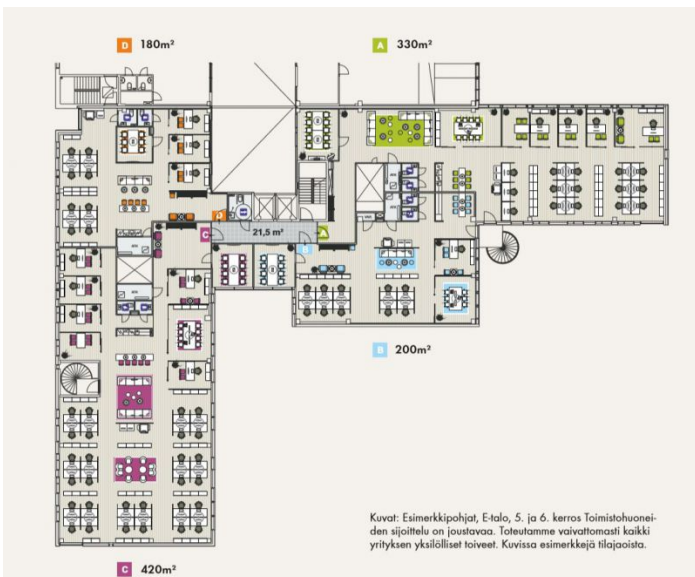 D 180m²
A 330m²
D
C
21,5 m²
A
B
B 200m²
Kuvat: Esimerkkipohjat, E-talo, 5. ja 6. kerros Toimistohuonei-
den sijoittelu on joustavaa. Toteutamme vaivattomasti kaikki
yrityksen yksilölliset toiveet. Kuvissa esimerkkejä tilajaoista.
C 420m²